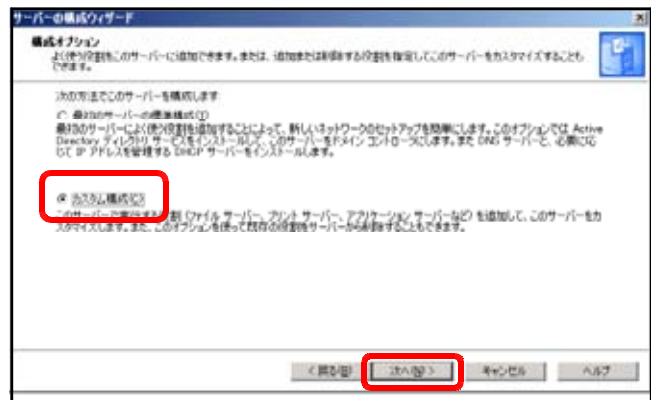 サーバーの構成ウィザード
構成オプション
よく使う役割をこのサーバーに追加できます。または、追加または削除する役割を指定してこのサーバーをカスタマイズすることも
できます。
次の方法でこのサーバーを構成します:
最初のサーバーの標準構成(T)
最初のサーバーによく使う役割を追加することによって、新しいネットワークのセットアップを簡単にします。このオプションでは Active
Directory ディレクトリ サービスをインストールして、このサーバーをドメイン コントローラにします。また DNS サーバーと、必要に応
じて IP アドレスを管理する DHCP サーバーをインストールします。
カスタム構成(C)
このサーバーで実行する役割 (ファイル サーバー、プリント サーバー、アプリケーション サーバーなど) を追加して、このサーバーをカ
スタマイズします。また、このオプションを使って既存の役割をサーバーから削除することもできます。
< 戻る(B) 次へ(N) > キャンセル ヘルプ